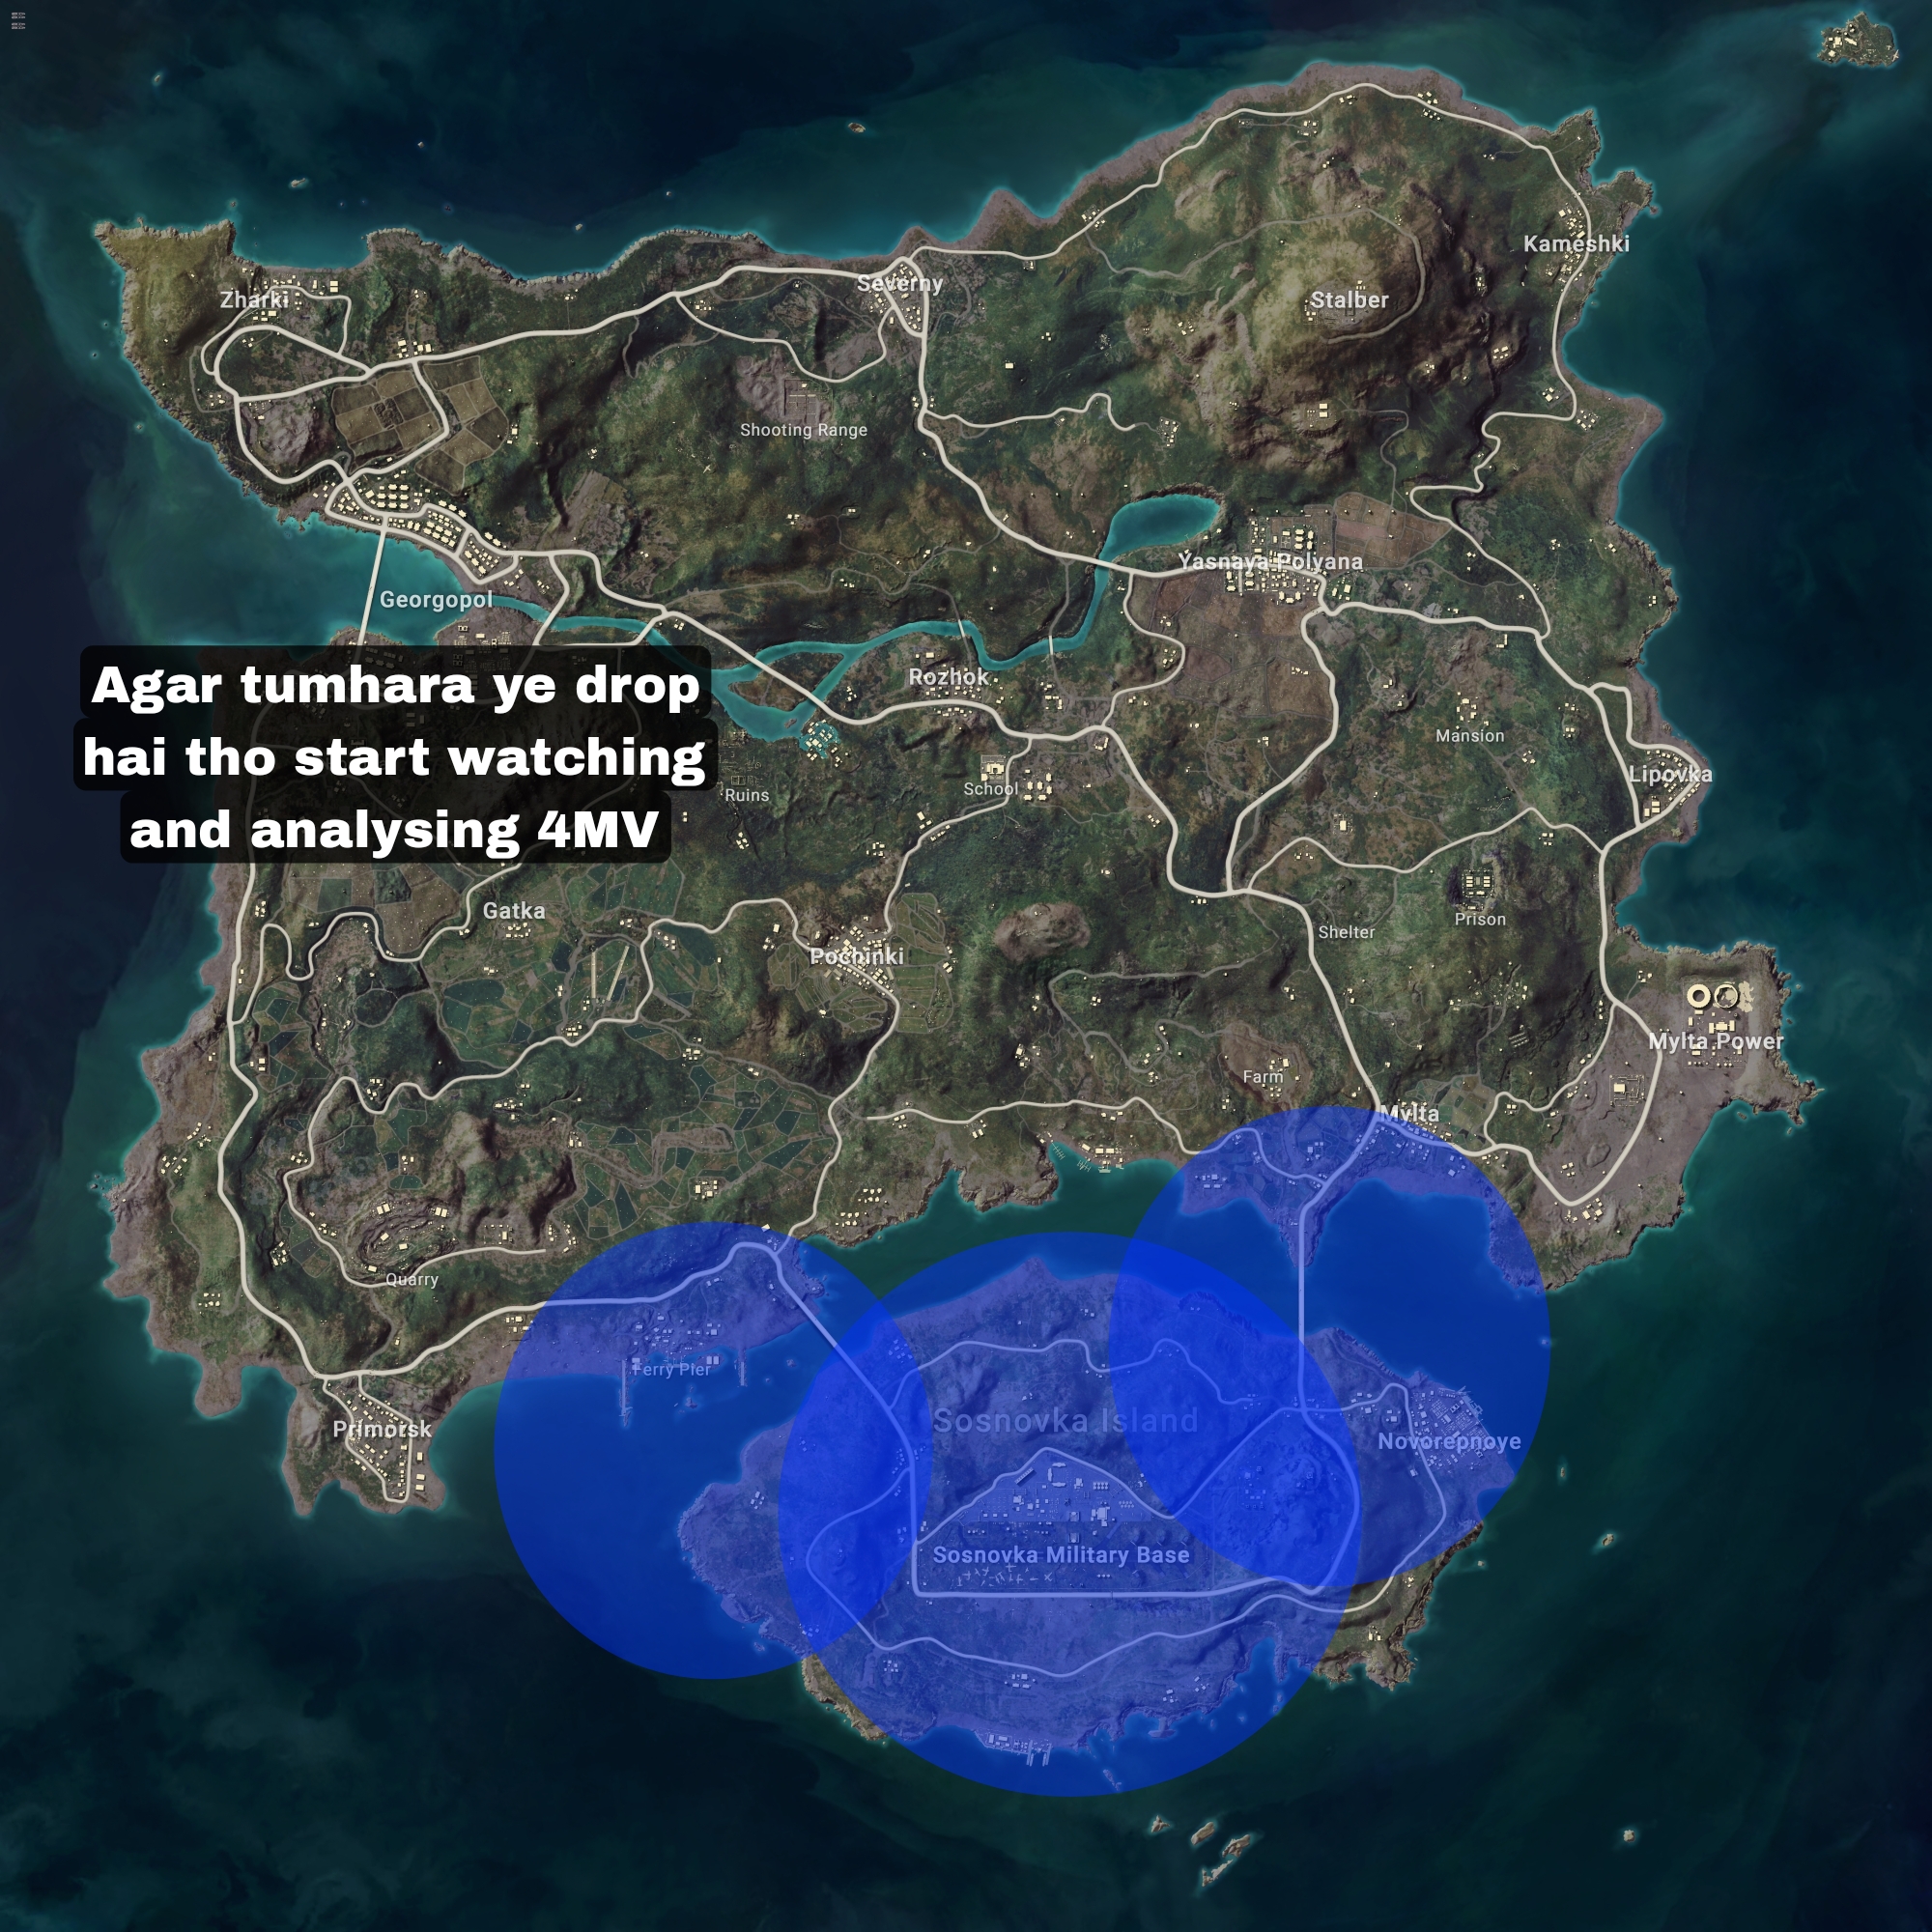 Kameshki
Zharki
Severny
Stalber
Shooting Range
Yasnaya Polyana
Georgopol
Agar tumhara ye drop
hai tho start watching
and analysing 4MV
Rozhok
Mansion
Lipovka
School
Ruins
Gatka
Prison
Shelter
Pochinki
Mylta Power
Farm
Mylta
Quarry
Ferry Pier
Sosnovka Island
Primorsk
Novorepnoye
Sosnovka Military Base